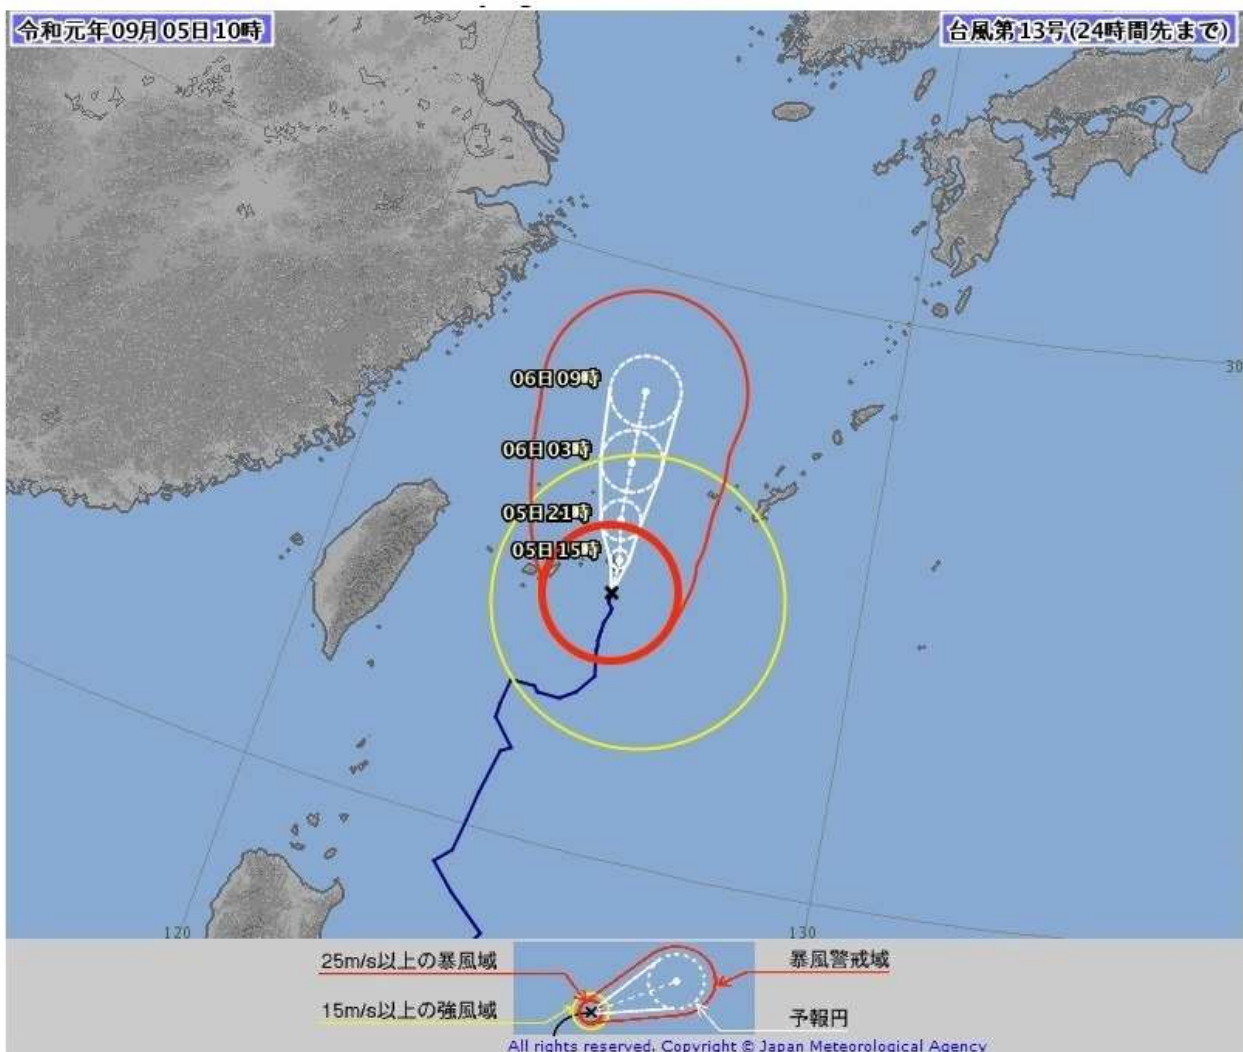 令和元年09月05日10時
台風第13号(24時間先まで)
30
06日09時
06日03時
05日21時
05日15時
120
130
25m/s以上の暴風域
暴風警戒域
15m/s以上の強風域
予報円
All rights reserved. Copyright © Japan Meteorological Agency